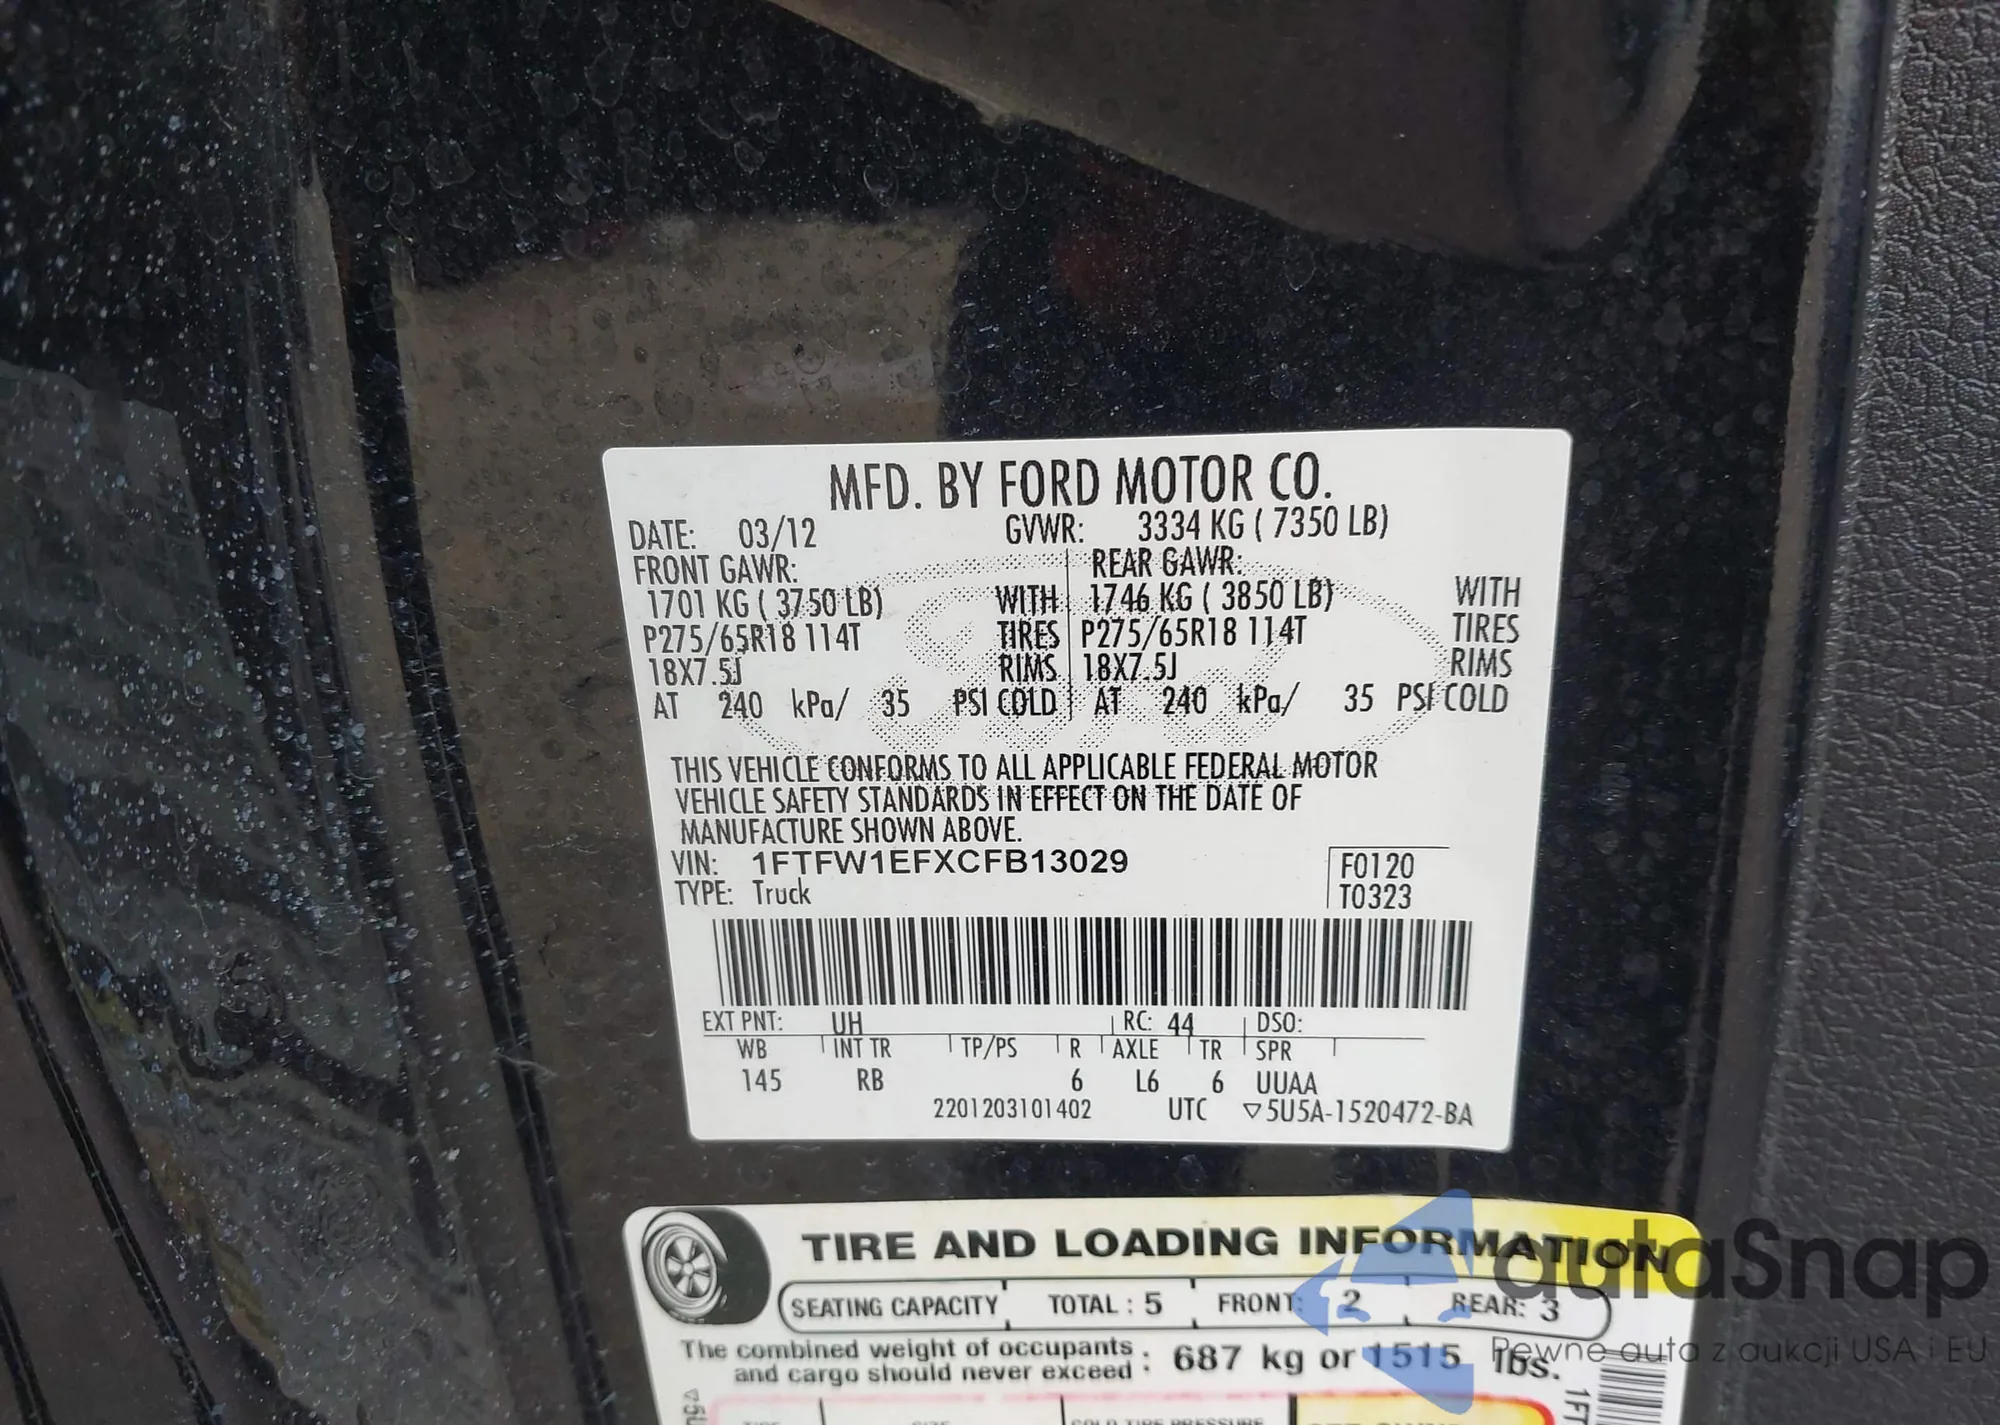 MFD. BY FORD MOTOR CO.
DATE: 03/12 GVWR: 3334 KG ( 7350 LB)
FRONT GAWR: REAR GAWR:
1701 KG ( 3750 LB) WITH 1746 KG ( 3850 LB) WITH
P275/65R18 114T TIRES P275/65R18 114T TIRES
18X7.5J RIMS 18X7.5J RIMS
AT 240 kPa/ 35 PSI COLD AT 240 kPa/ 35 PSI COLD
THIS VEHICLE CONFORMS TO ALL APPLICABLE FEDERAL MOTOR
VEHICLE SAFETY STANDARDS IN EFFECT ON THE DATE OF
MANUFACTURE SHOWN ABOVE.
VIN: 1FTFW1EFXCFB13029 F0120
TYPE: Truck T0323
EXT PNT: UH RC: 44 DSO:
WB INT TR TP/PS R AXLE TR SPR
145 RB 6 L6 6 UUAA
2201203101402 UTC ▽5U5A-1520472-BA
TIRE AND LOADING INFORMATION
SEATING CAPACITY TOTAL : 5 FRONT: 2 REAR: 3
The combined weight of occupants
and cargo should never exceed : 687 kg or 1515 lbs.
autaSnap
Pewne auta z aukcji USA i EU